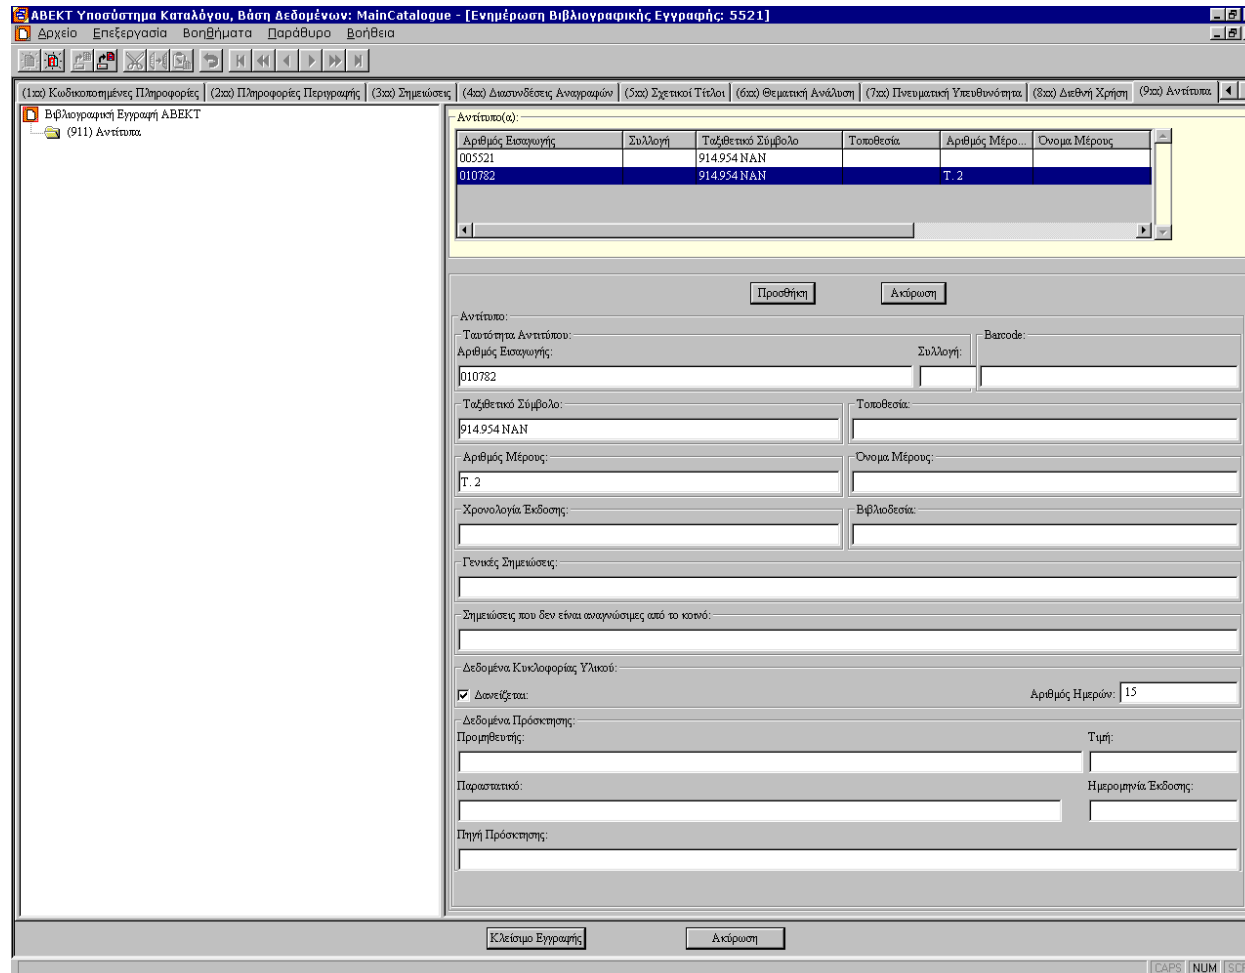 ΑΒΕΚΤ Υποσύστημα Καταλόγου, Βάση Δεδομένων: MainCatalogue - [Ενημέρωση Βιβλιογραφικής Εγγραφής: 5521]
Αρχείο Επεξεργασία Βοηθήματα Παράθυρο Βοήθεια
(1xx) Κωδικοποιημένες Πληροφορίες (2xx) Πληροφορίες Περιγραφής (3xx) Σημειώσεις (4xx) Διασυνδέσεις Αναγραφών (5xx) Σχετικοί Τίτλοι (6xx) Θεματική Ανάλυση (7xx) Πνευματική Υπευθυνότητα (8xx) Διεθνή Χρήση (9xx) Αντίτυπα
Βιβλιογραφική Εγγραφή ΑΒΕΚΤ
(911) Αντίτυπα
Αντίτυπο(α):
Αριθμός Εισαγωγής Συλλογή Ταξιθετικό Σύμβολο Τοποθεσία Αριθμός Μέρο... Όνομα Μέρους
005521 914.954 ΝΑΝ
010782 914.954 ΝΑΝ Τ. 2
Προσθήκη Ακύρωση
Αντίτυπο:
Ταυτότητα Αντιτύπου: Barcode:
Αριθμός Εισαγωγής: Συλλογή:
010782
Ταξιθετικό Σύμβολο: Τοποθεσία:
914.954 ΝΑΝ
Αριθμός Μέρους: Όνομα Μέρους:
Τ. 2
Χρονολογία Έκδοσης: Βιβλιοδεσία:
Γενικές Σημειώσεις:
Σημειώσεις που δεν είναι αναγνώσιμες από το κοινό:
Δεδομένα Κυκλοφορίας Υλικού:
Δανείζεται: Αριθμός Ημερών: 15
Δεδομένα Πρόσκτησης:
Προμηθευτής: Τιμή:
Παραστατικό: Ημερομηνία Έκδοσης:
Πηγή Πρόσκτησης:
Κλείσιμο Εγγραφής Ακύρωση
CAPS NUM SCR